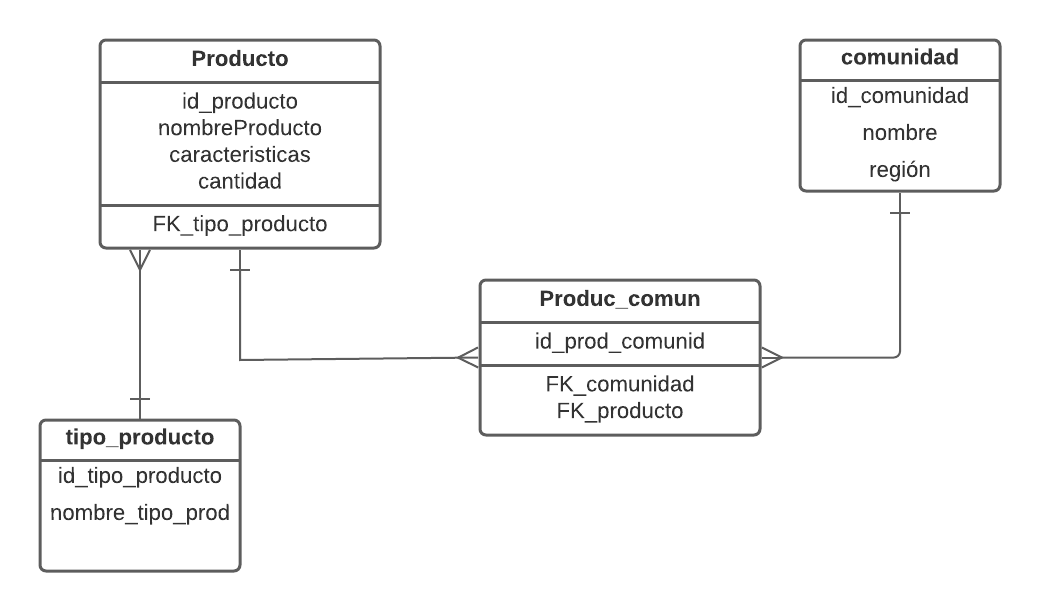 Producto
id_producto
nombreProducto
caracteristicas
cantidad
FK_tipo_producto
comunidad
id_comunidad
nombre
región
Produc_comun
id_prod_comunid
FK_comunidad
FK_producto
tipo_producto
id_tipo_producto
nombre_tipo_prod